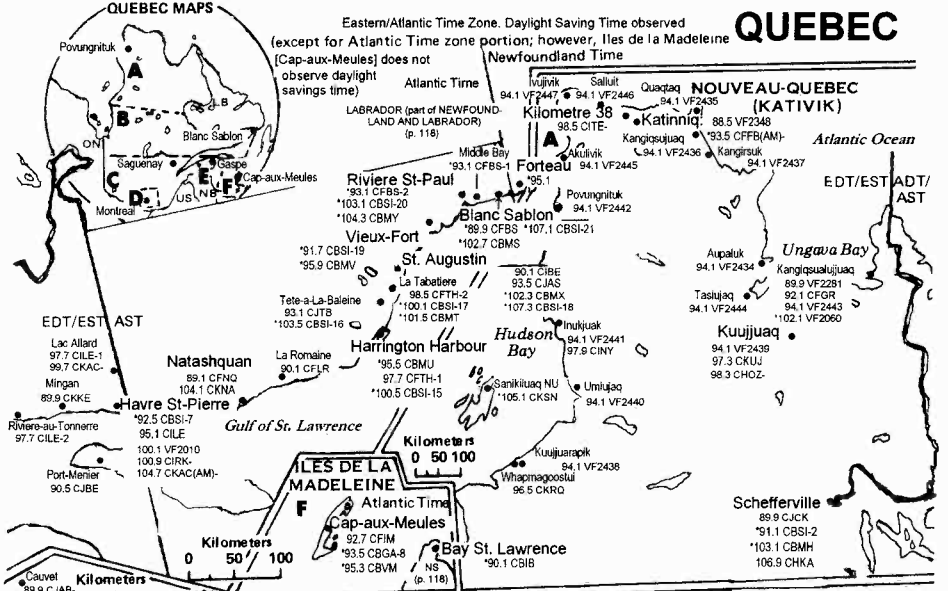 QUEBEC MAPS
Povungnituk
A
B
LB
ON
Blanc Sablon
Saguenay
Gaspe
C
E
F
Cap-aux-Meules
D
NB
US
Montreal
Eastern/Atlantic Time Zone. Daylight Saving Time observed
(except for Atlantic Time zone portion; however, Iles de la Madeleine
[Cap-aux-Meules] does not
observe daylight
savings time)
QUEBEC
Newfoundland Time
Atlantic Time
LABRADOR (part of NEWFOUND-
LAND AND LABRADOR)
(p. 118)
Ivujivik
94.1 VF2447
Salluit
94.1 VF2446
Quaqtaq
94.1 VF2435
NOUVEAU-QUEBEC
(KATIVIK)
Kilometre 38
98.5 CITE-
Katinniq
88.5 VF2348
*93.5 CFFB(AM)-
Kangiqsujuaq
94.1 VF2436
Kangirsuk
94.1 VF2437
Atlantic Ocean
A
Akulivik
94.1 VF2445
Middle Bay
*93.1 CFBS-1
Forteau
*95.1
Riviere St-Paul
*93.1 CFBS-2
*103.1 CBSI-20
*104.3 CBMY
Povungnituk
94.1 VF2442
EDT/EST
ADT/
AST
Blanc Sablon
*89.9 CFBS
*107.1 CBSI-21
*102.7 CBMS
Vieux-Fort
*91.7 CBSI-19
*95.9 CBMV
St. Augustin
90.1 CIBE
93.5 CJAS
*102.3 CBMX
*107.3 CBSI-18
La Tabatiere
98.5 CFTH-2
*100.1 CBSI-17
*101.5 CBMT
Tete-a-La-Baleine
93.1 CJTB
*103.5 CBSI-16
Aupaluk
94.1 VF2434
Ungava Bay
Kangiqsualujjuaq
89.9 VF2281
92.1 CFGR
94.1 VF2443
*102.1 VF2060
Tasiujaq
94.1 VF2444
Kuujjuaq
94.1 VF2439
97.3 CKUJ
98.3 CHOZ-
EDT/EST
AST
Hudson
Bay
Inukjuak
94.1 VF2441
97.9 CINY
Lac Allard
97.7 CILE-1
99.7 CKAC-
Natashquan
89.1 CFNQ
104.1 CKNA
La Romaine
90.1 CFLR
Harrington Harbour
*95.5 CBMU
97.7 CFTH-1
*100.5 CBSI-15
Mingan
89.9 CKKE
Sanikiluaq NU
*105.1 CKSN
Umiujaq
94.1 VF2440
Havre St-Pierre
*92.5 CBSI-7
95.1 CILE
100.1 VF2010
100.9 CIRK-
104.7 CKAC(AM)-
Riviere-au-Tonnerre
97.7 CILE-2
Gulf of St. Lawrence
Kilometers
0 50 100
Kuujjuarapik
94.1 VF2438
Whapmagoostui
96.5 CKRQ
Port-Menier
90.5 CJBE
ILES DE LA
MADELEINE
F
Atlantic Time
Cap-aux-Meules
92.7 CFIM
*93.5 CBGA-8
*95.3 CBVM
Kilometers
0 50 100
Bay St. Lawrence
*90.1 CBIB
NS
(p. 118)
Schefferville
89.9 CJCK
*91.1 CBSI-2
*103.1 CBMH
106.9 CHKA
Cauvet
89.9 CJAB-
Kilometers